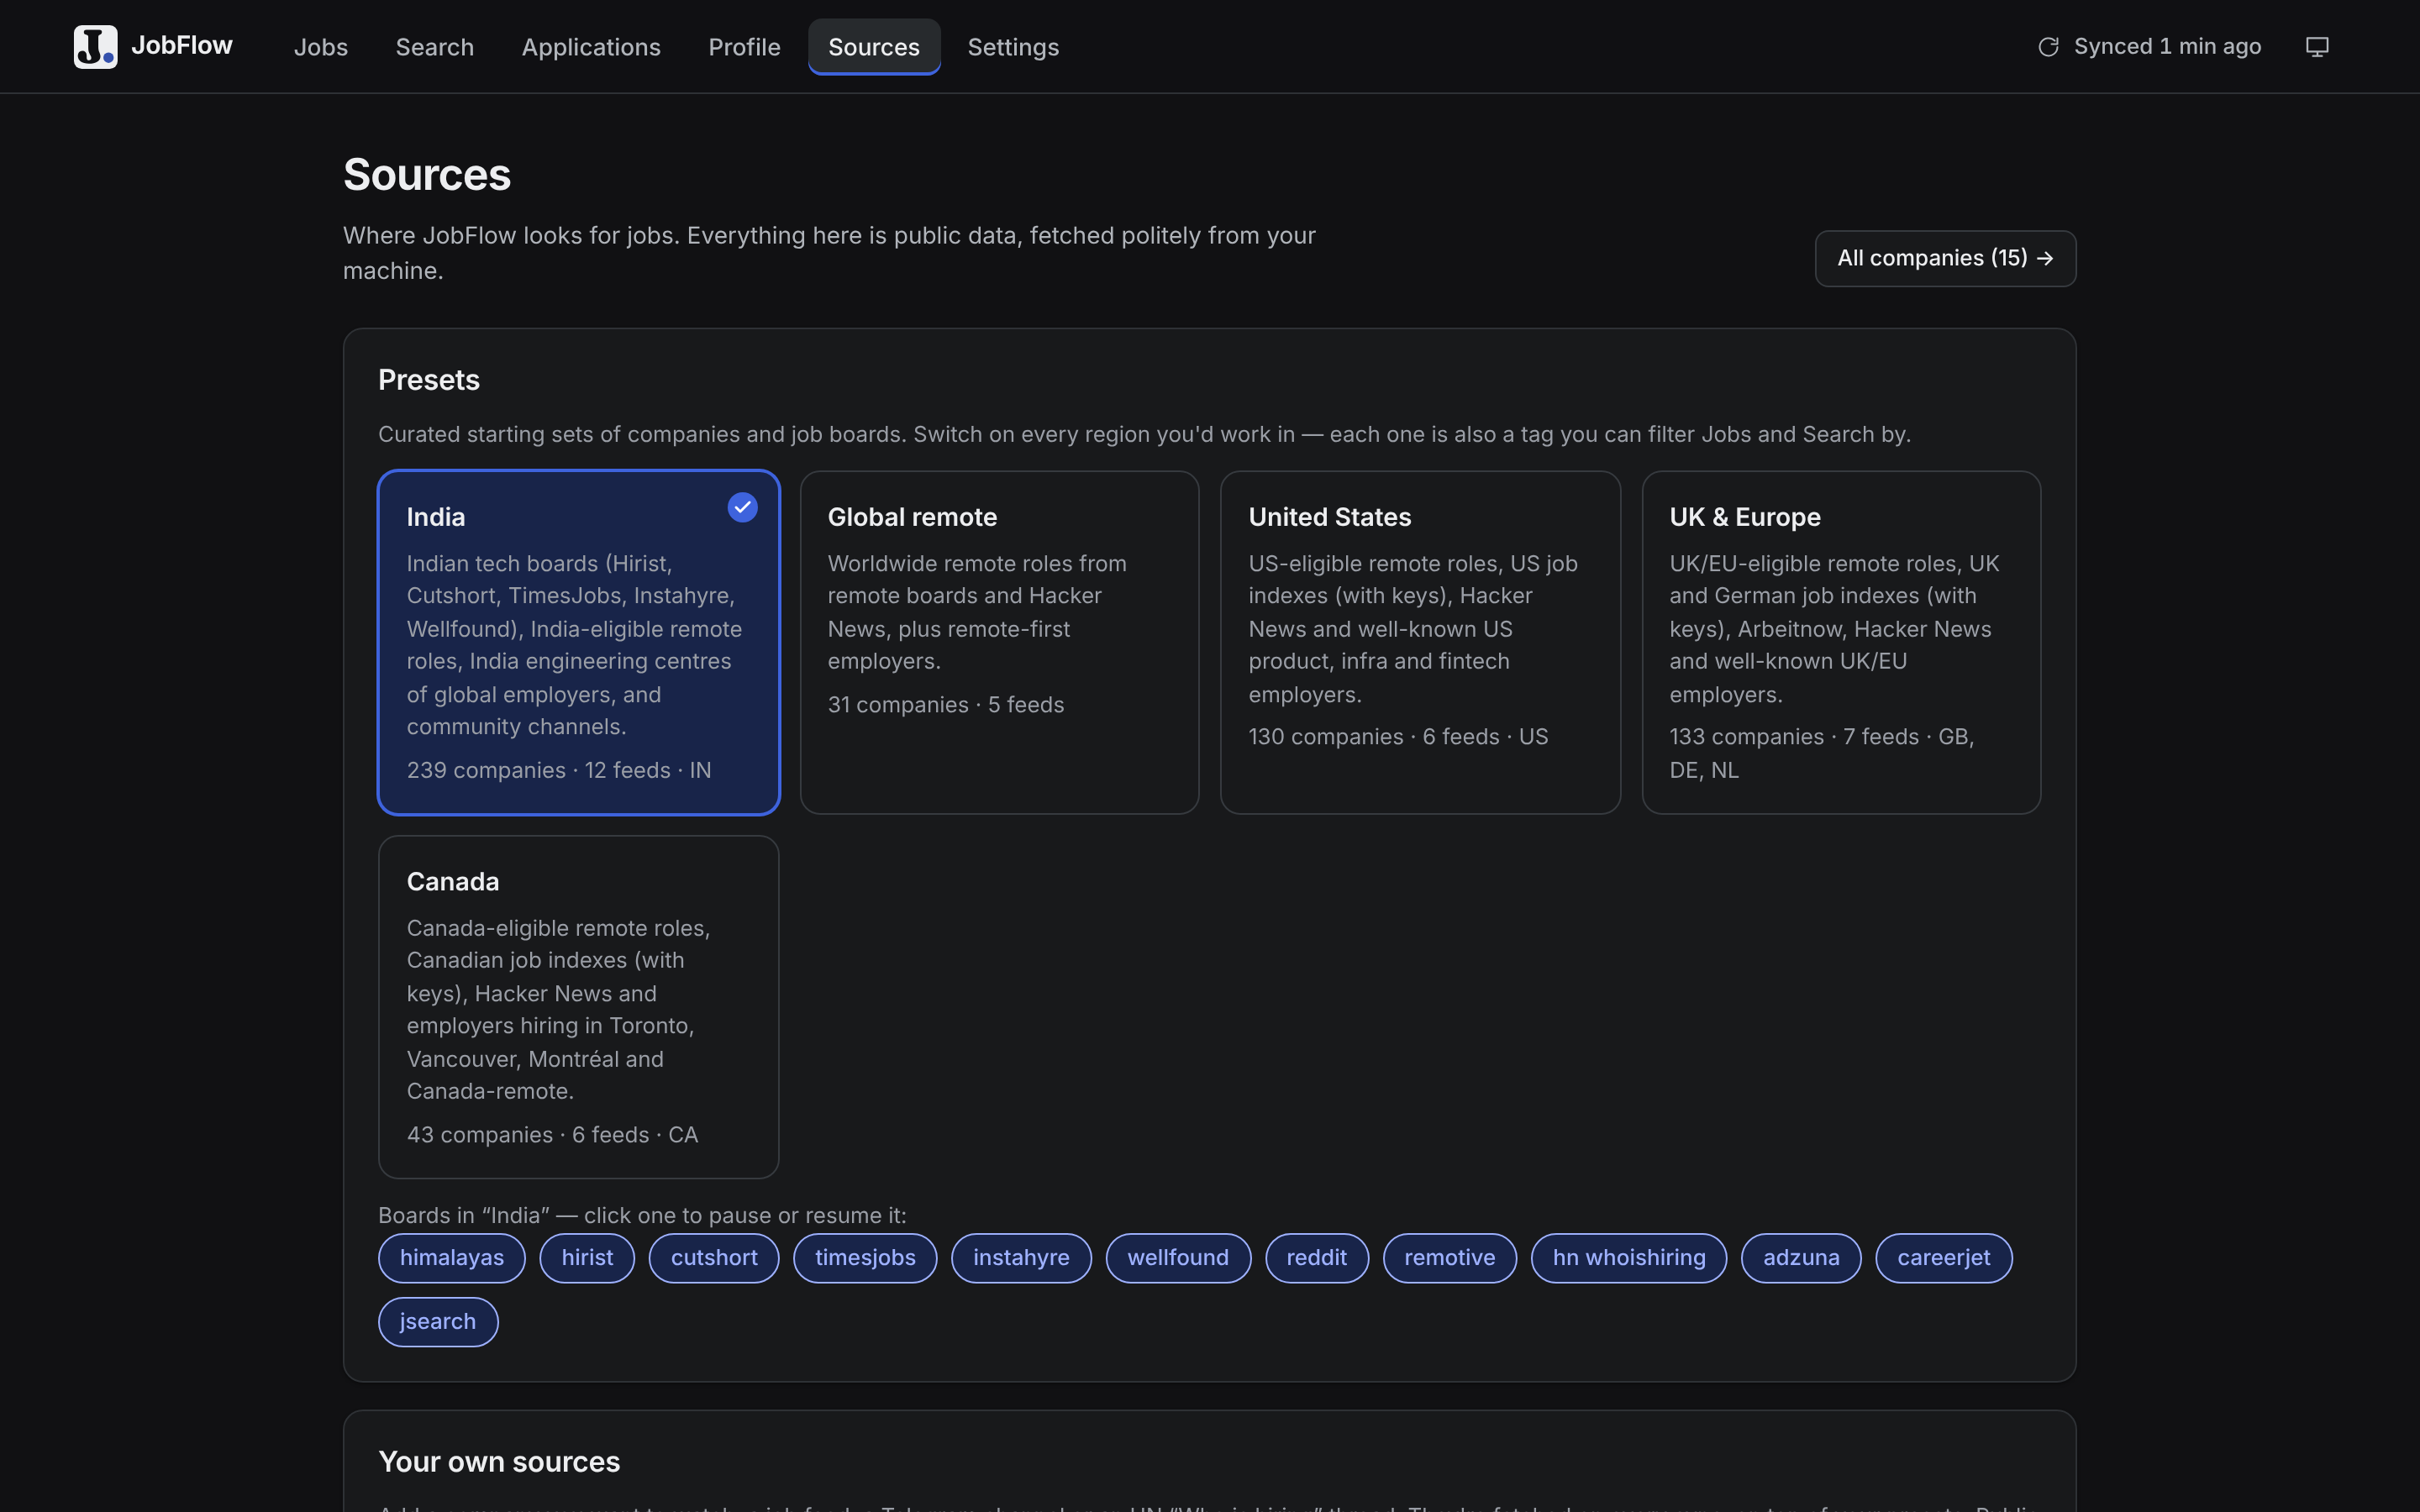 J. JobFlow Jobs Search Applications Profile Sources Settings Synced 1 min ago
Sources
Where JobFlow looks for jobs. Everything here is public data, fetched politely from your
machine.
All companies (15) →
Presets
Curated starting sets of companies and job boards. Switch on every region you'd work in — each one is also a tag you can filter Jobs and Search by.
India
Indian tech boards (Hirist,
Cutshort, TimesJobs, Instahyre,
Wellfound), India-eligible remote
roles, India engineering centres
of global employers, and
community channels.
239 companies · 12 feeds · IN
Global remote
Worldwide remote roles from
remote boards and Hacker
News, plus remote-first
employers.
31 companies · 5 feeds
United States
US-eligible remote roles, US job
indexes (with keys), Hacker
News and well-known US
product, infra and fintech
employers.
130 companies · 6 feeds · US
UK & Europe
UK/EU-eligible remote roles, UK
and German job indexes (with
keys), Arbeitnow, Hacker News
and well-known UK/EU
employers.
133 companies · 7 feeds · GB,
DE, NL
Canada
Canada-eligible remote roles,
Canadian job indexes (with
keys), Hacker News and
employers hiring in Toronto,
Vancouver, Montréal and
Canada-remote.
43 companies · 6 feeds · CA
Boards in “India” — click one to pause or resume it:
himalayas hirist cutshort timesjobs instahyre wellfound reddit remotive hn whoishiring adzuna careerjet
jsearch
Your own sources